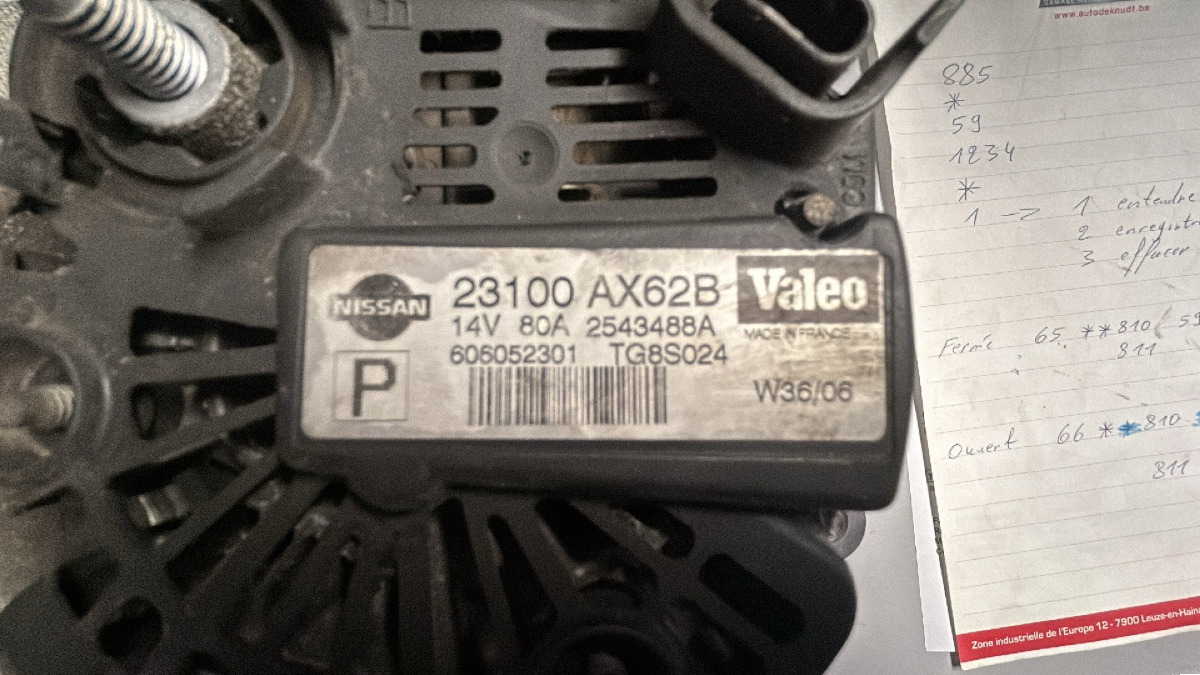 NISSAN
23100 AX62B
14V 80A 2543488A
606052301 TG8S024
P
Valeo
MADE IN FRANCE
W36/06
COM
www.autodeknudt.be
885
*
59
1234
*
1 -> 1 entendre
2 enregistr
3 effacer
Fermé 65 **810 59
811
Ouvert 66 **810
811
Zone industrielle de l'Europe 12 - 7900 Leuze-en-Hain